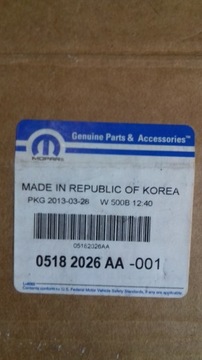 Genuine Parts & Accessories™
MOPAR
MADE IN REPUBLIC OF KOREA
PKG 2013-03-26 W 500B 12:40
05182026AA
0518 2026 AA -001